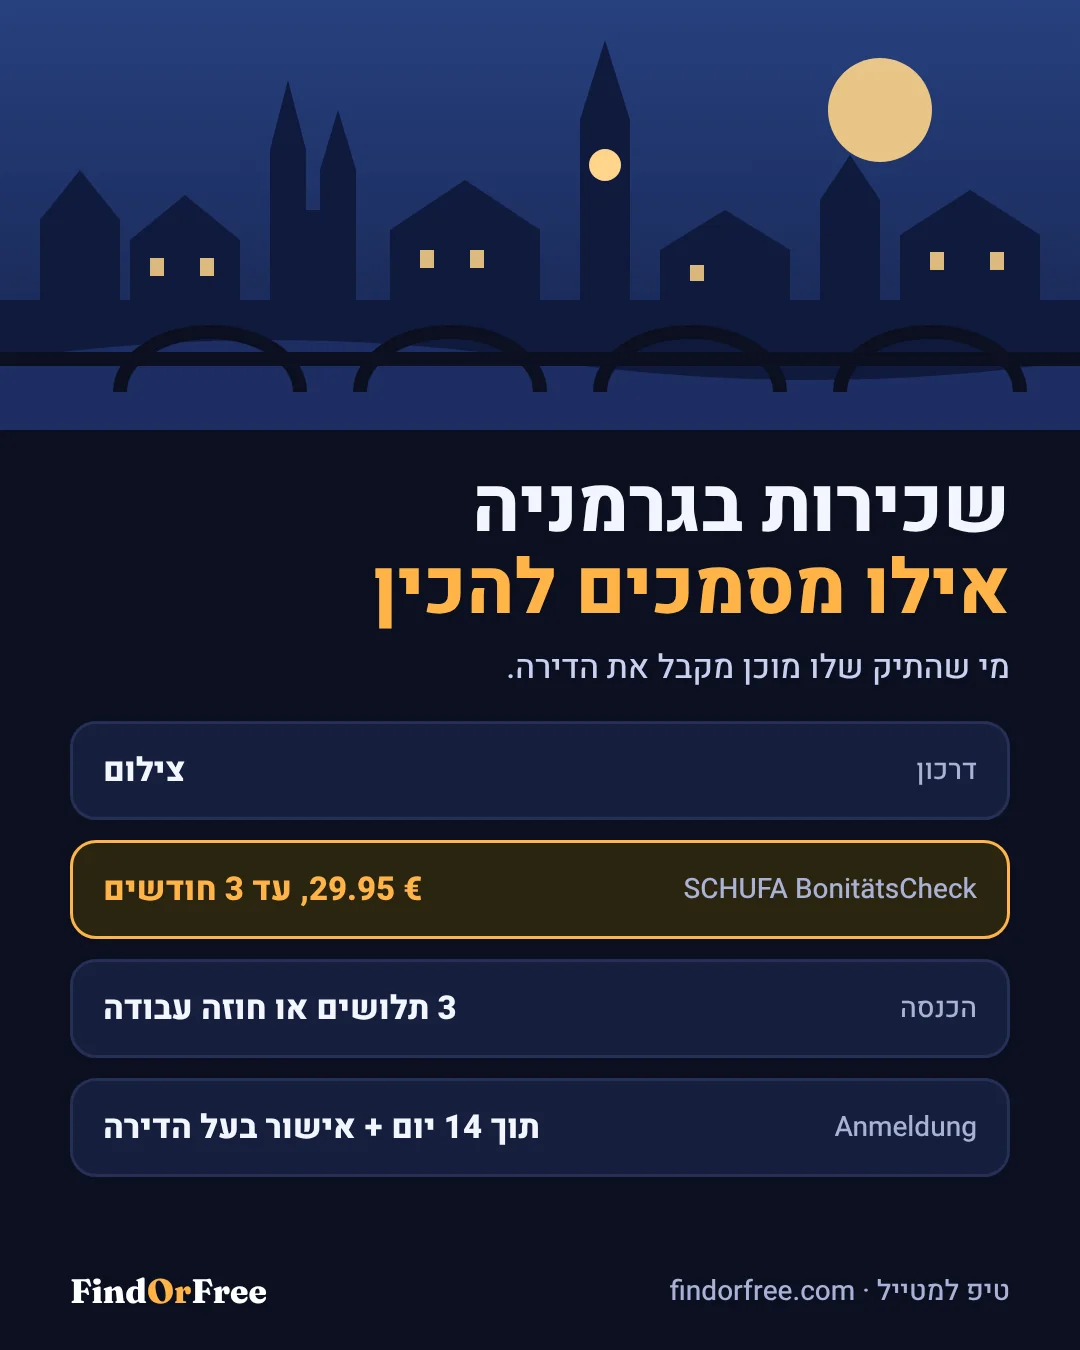 שכירות בגרמניה
אילו מסמכים להכין
מי שהתיק שלו מוכן מקבל את הדירה.
דרכון
צילום
SCHUFA BonitätsCheck
€ 29.95, עד 3 חודשים
הכנסה
3 תלושים או חוזה עבודה
Anmeldung
תוך 14 יום + אישור בעל הדירה
טיפ למטייל · findorfree.com
FindOrFree